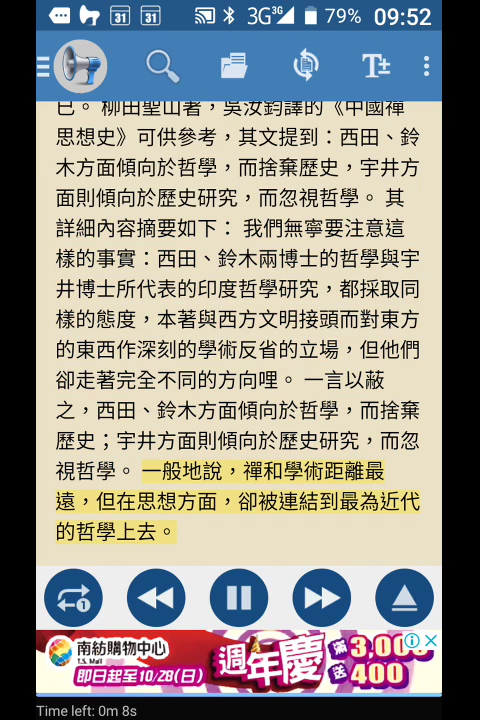 31
31
3G
3G
79%
09:52
T±
已。 柳田聖山著，吳汝鈞譯的《中國禪
思想史》可供參考，其文提到：西田、鈴
木方面傾向於哲學，而捨棄歷史，宇井方
面則傾向於歷史研究，而忽視哲學。 其
詳細內容摘要如下： 我們無寧要注意這
樣的事實：西田、鈴木兩博士的哲學與宇
井博士所代表的印度哲學研究，都採取同
樣的態度，本著與西方文明接頭而對東方
的東西作深刻的學術反省的立場，但他們
卻走著完全不同的方向哩。 一言以蔽
之，西田、鈴木方面傾向於哲學，而捨棄
歷史；宇井方面則傾向於歷史研究，而忽
視哲學。 一般地說，禪和學術距離最
遠，但在思想方面，卻被連結到最為近代
的哲學上去。
1
南紡購物中心
T.S. Mall
即日起至10/28(日)
週年慶
滿3,000
送400
Time left: 0m 8s